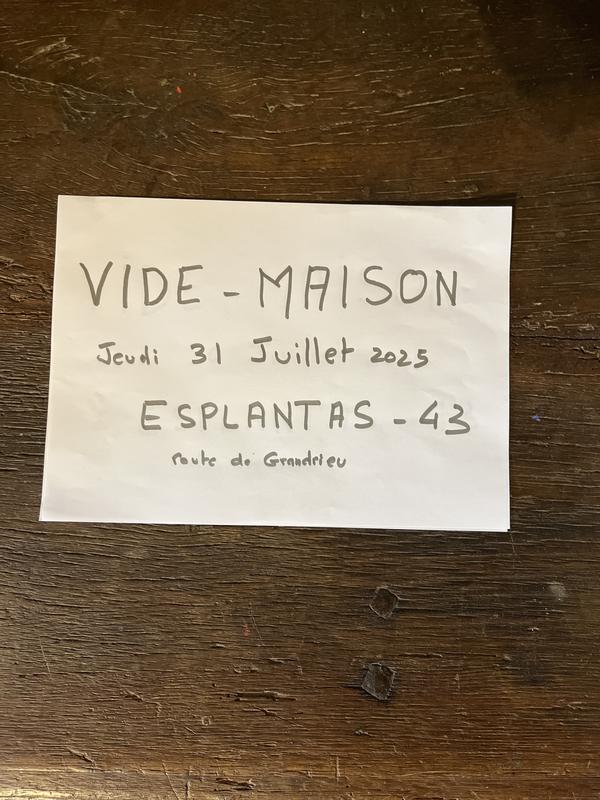 VIDE - MAISON
Jeudi 31 Juillet 2025
ESPLANTAS - 43
route de Grandrieu